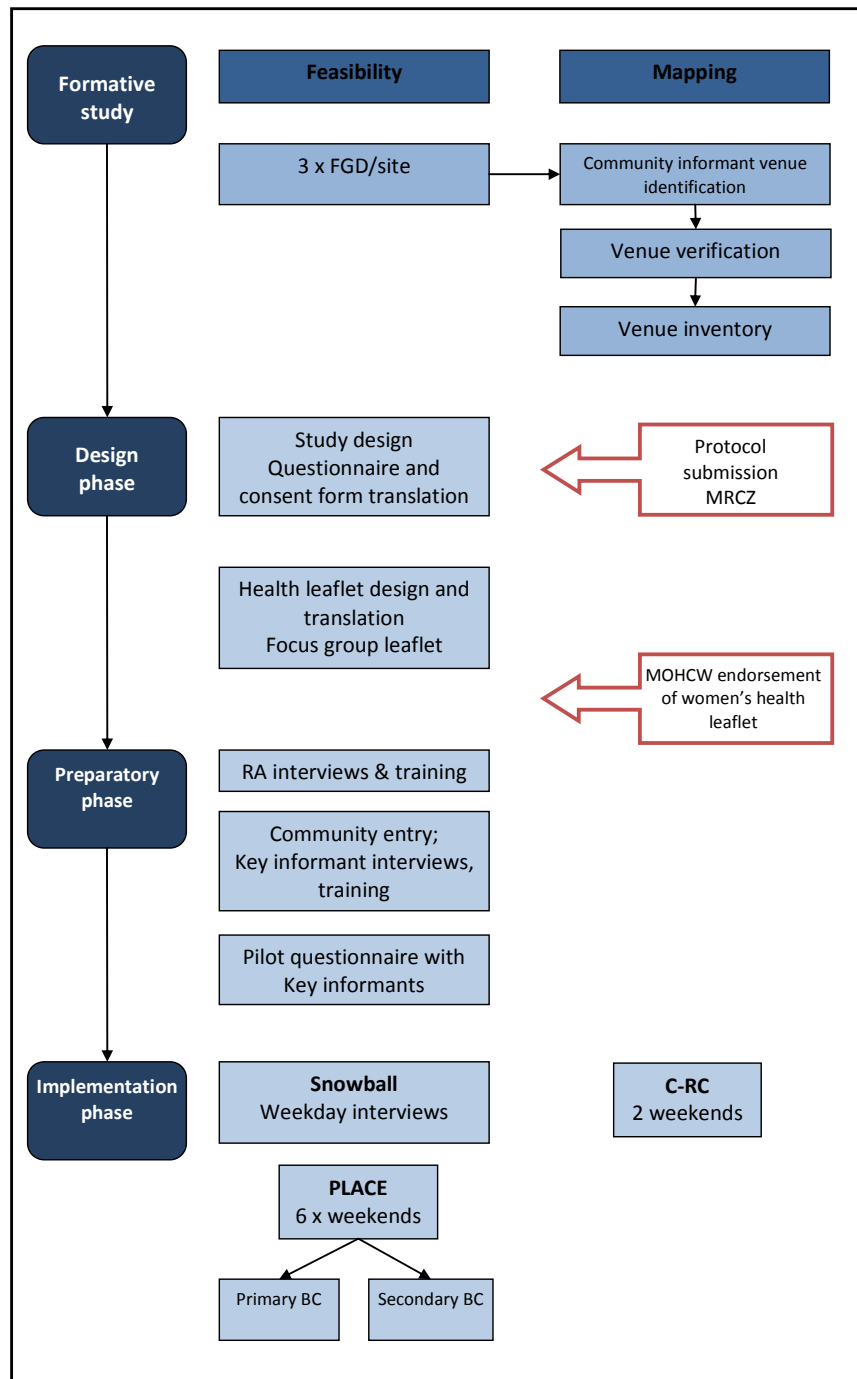 Formative
study
Feasibility
Mapping
3 x FGD/site
Community informant venue
identification
Venue verification
Venue inventory
Design
phase
Study design
Questionnaire and
consent form translation
Protocol
submission
MRCZ
Health leaflet design and
translation
Focus group leaflet
MOHCW endorsement
of women’s health
leaflet
Preparatory
phase
RA interviews & training
Community entry;
Key informant interviews,
training
Pilot questionnaire with
Key informants
Implementation
phase
Snowball
Weekday interviews
C-RC
2 weekends
PLACE
6 x weekends
Primary BC
Secondary BC